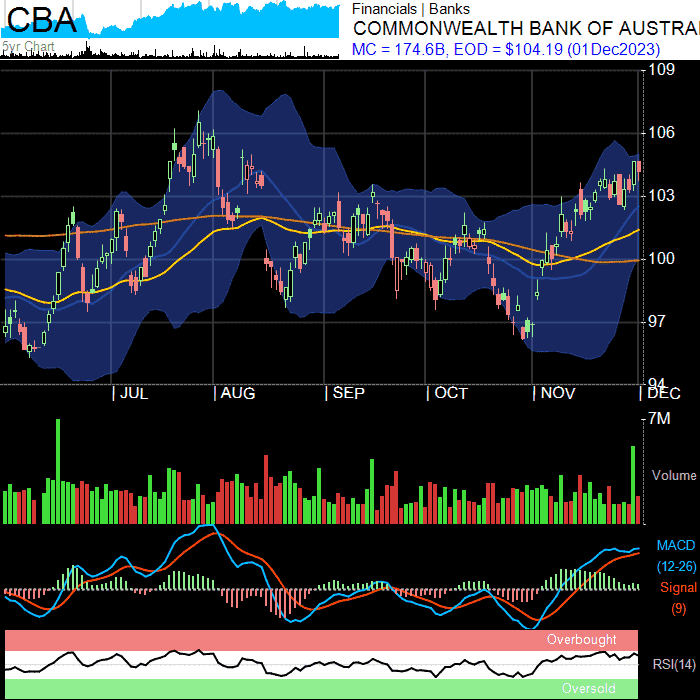 CBA
5yr Chart
Financials | Banks
COMMONWEALTH BANK OF AUSTRA
MC = 174.6B, EOD = $104.19 (01Dec2023)
109
106
103
100
97
94
| JUL | AUG | SEP | OCT | NOV | DEC
7M
Volume
MACD
(12-26)
Signal
(9)
Overbought
RSI(14)
Oversold